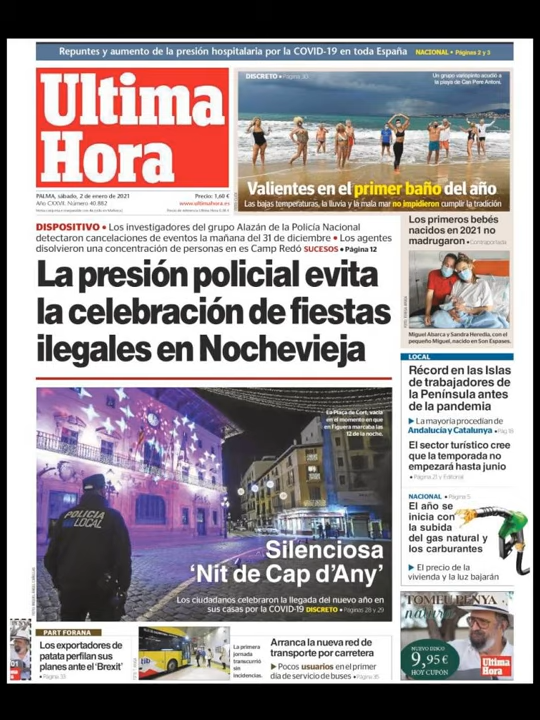 Repuntes y aumento de la presión hospitalaria por la COVID-19 en toda España NACIONAL • Páginas 2 y 3
Ultima
Hora
PALMA, sábado, 2 de enero de 2021
Precio: 1,60 €
Año CXXVII. Número 40.882
www.ultimahora.es
DISCRETO • Página 30
Un grupo variopinto acudió a
la playa de Can Pere Antoni.
Valientes en el primer baño del año
Las bajas temperaturas, la lluvia y la mala mar no impidieron cumplir la tradición
DISPOSITIVO • Los investigadores del grupo Alazán de la Policía Nacional
detectaron cancelaciones de eventos la mañana del 31 de diciembre • Los agentes
disolvieron una concentración de personas en es Camp Redó SUCESOS • Página 12
La presión policial evita
la celebración de fiestas
ilegales en Nochevieja
Los primeros bebés
nacidos en 2021 no
madrugaron • Contraportada
Miguel Abarca y Sandra Heredia, con el
pequeño Miguel, nacido en Son Espases.
LOCAL
Récord en las Islas
de trabajadores de
la Península antes
de la pandemia
La mayoría procedían de
Andalucía y Catalunya • Pág 18
El sector turístico cree
que la temporada no
empezará hasta junio
• Página 21 y Editorial
NACIONAL • Página 5
El año se
inicia con
la subida
del gas natural y
los carburantes
El precio de la
vivienda y la luz bajarán
La Plaça de Cort, vacía
en el momento en que
en Figuera marcaba las
12 de la noche.
POLICIA
LOCAL
Silenciosa
‘Nit de Cap d’Any’
Los ciudadanos celebraron la llegada del nuevo año en
sus casas por la COVID-19 DISCRETO • Páginas 28 y 29
PART FORANA
Los exportadores de
patata perfilan sus
planes ante el ‘Brexit’
• Página 33
tib
La primera
jornada
transcurrió sin
incidencias.
Arranca la nueva red de
transporte por carretera
Pocos usuarios en el primer
día de servicio de buses • Página 35
TOMEU PENYA
NUEVO DISCO
9,95€
HOY CUPÓN
Ultima
Hora